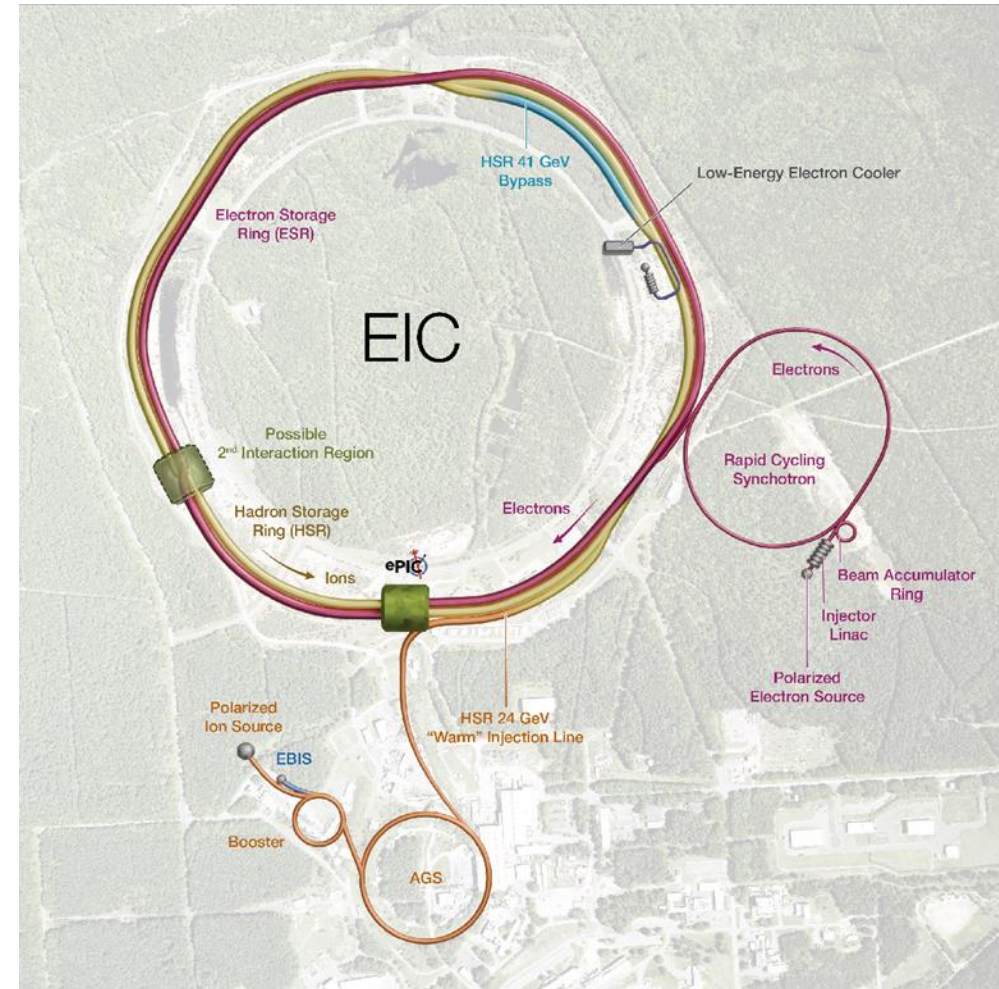 HSR 41 GeV
Bypass
Low-Energy Electron Cooler
Electron Storage
Ring (ESR)
EIC
Electrons
Possible
2nd Interaction Region
Rapid Cycling
Synchotron
Hadron Storage
Ring (HSR)
Electrons
ePIC
Ions
Beam Accumulator
Ring
Injector
Linac
Polarized
Electron Source
Polarized
Ion Source
HSR 24 GeV
"Warm" Injection Line
EBIS
Booster
AGS